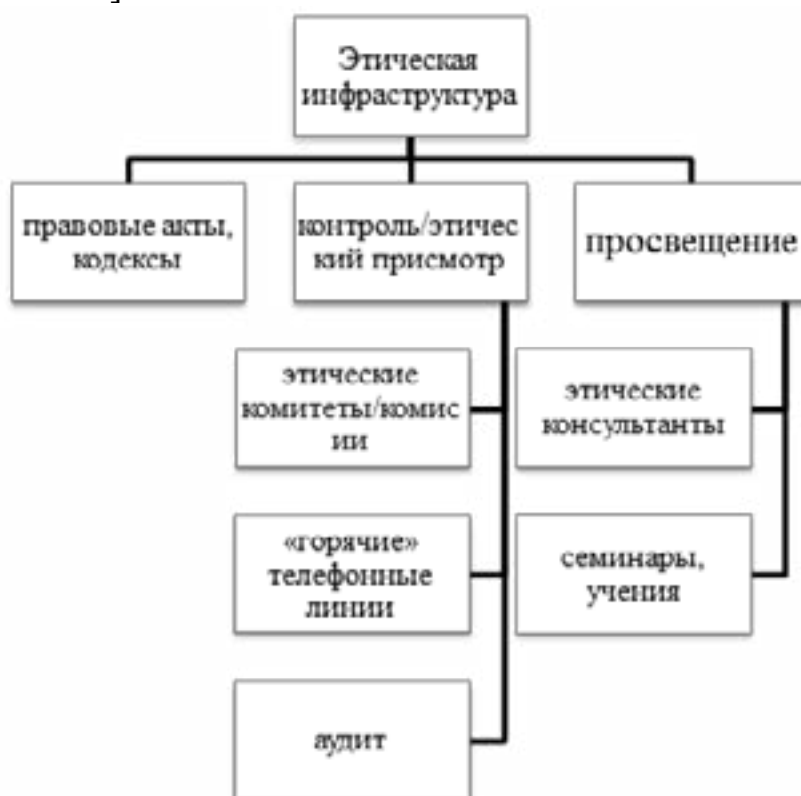 Этическая
инфраструктура
правовые акты,
кодексы
контроль/этичес
кий присмотр
просвещение
этические
комитеты/комис
сии
этические
консультанты
«горячие»
телефонные
линии
семинары,
учения
аудит